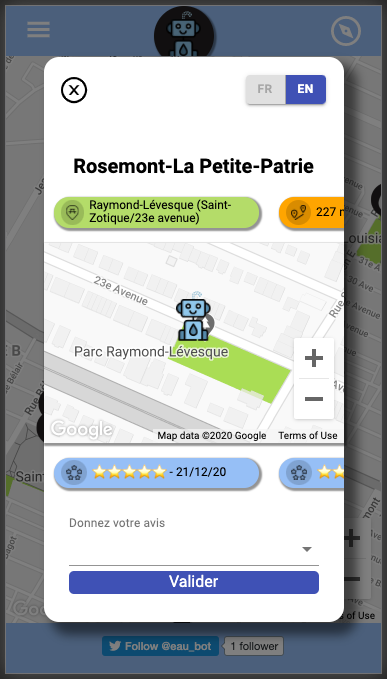 FR EN
Rosemont-La Petite-Patrie
Raymond-Lévesque (Saint-
Zotique/23e avenue)
227
23e Avenue
Parc Raymond-Lévesque
Google
Map data ©2020 Google Terms of Use
- 21/12/20
Donnez votre avis
Valider
Follow @eau_bot
1 follower